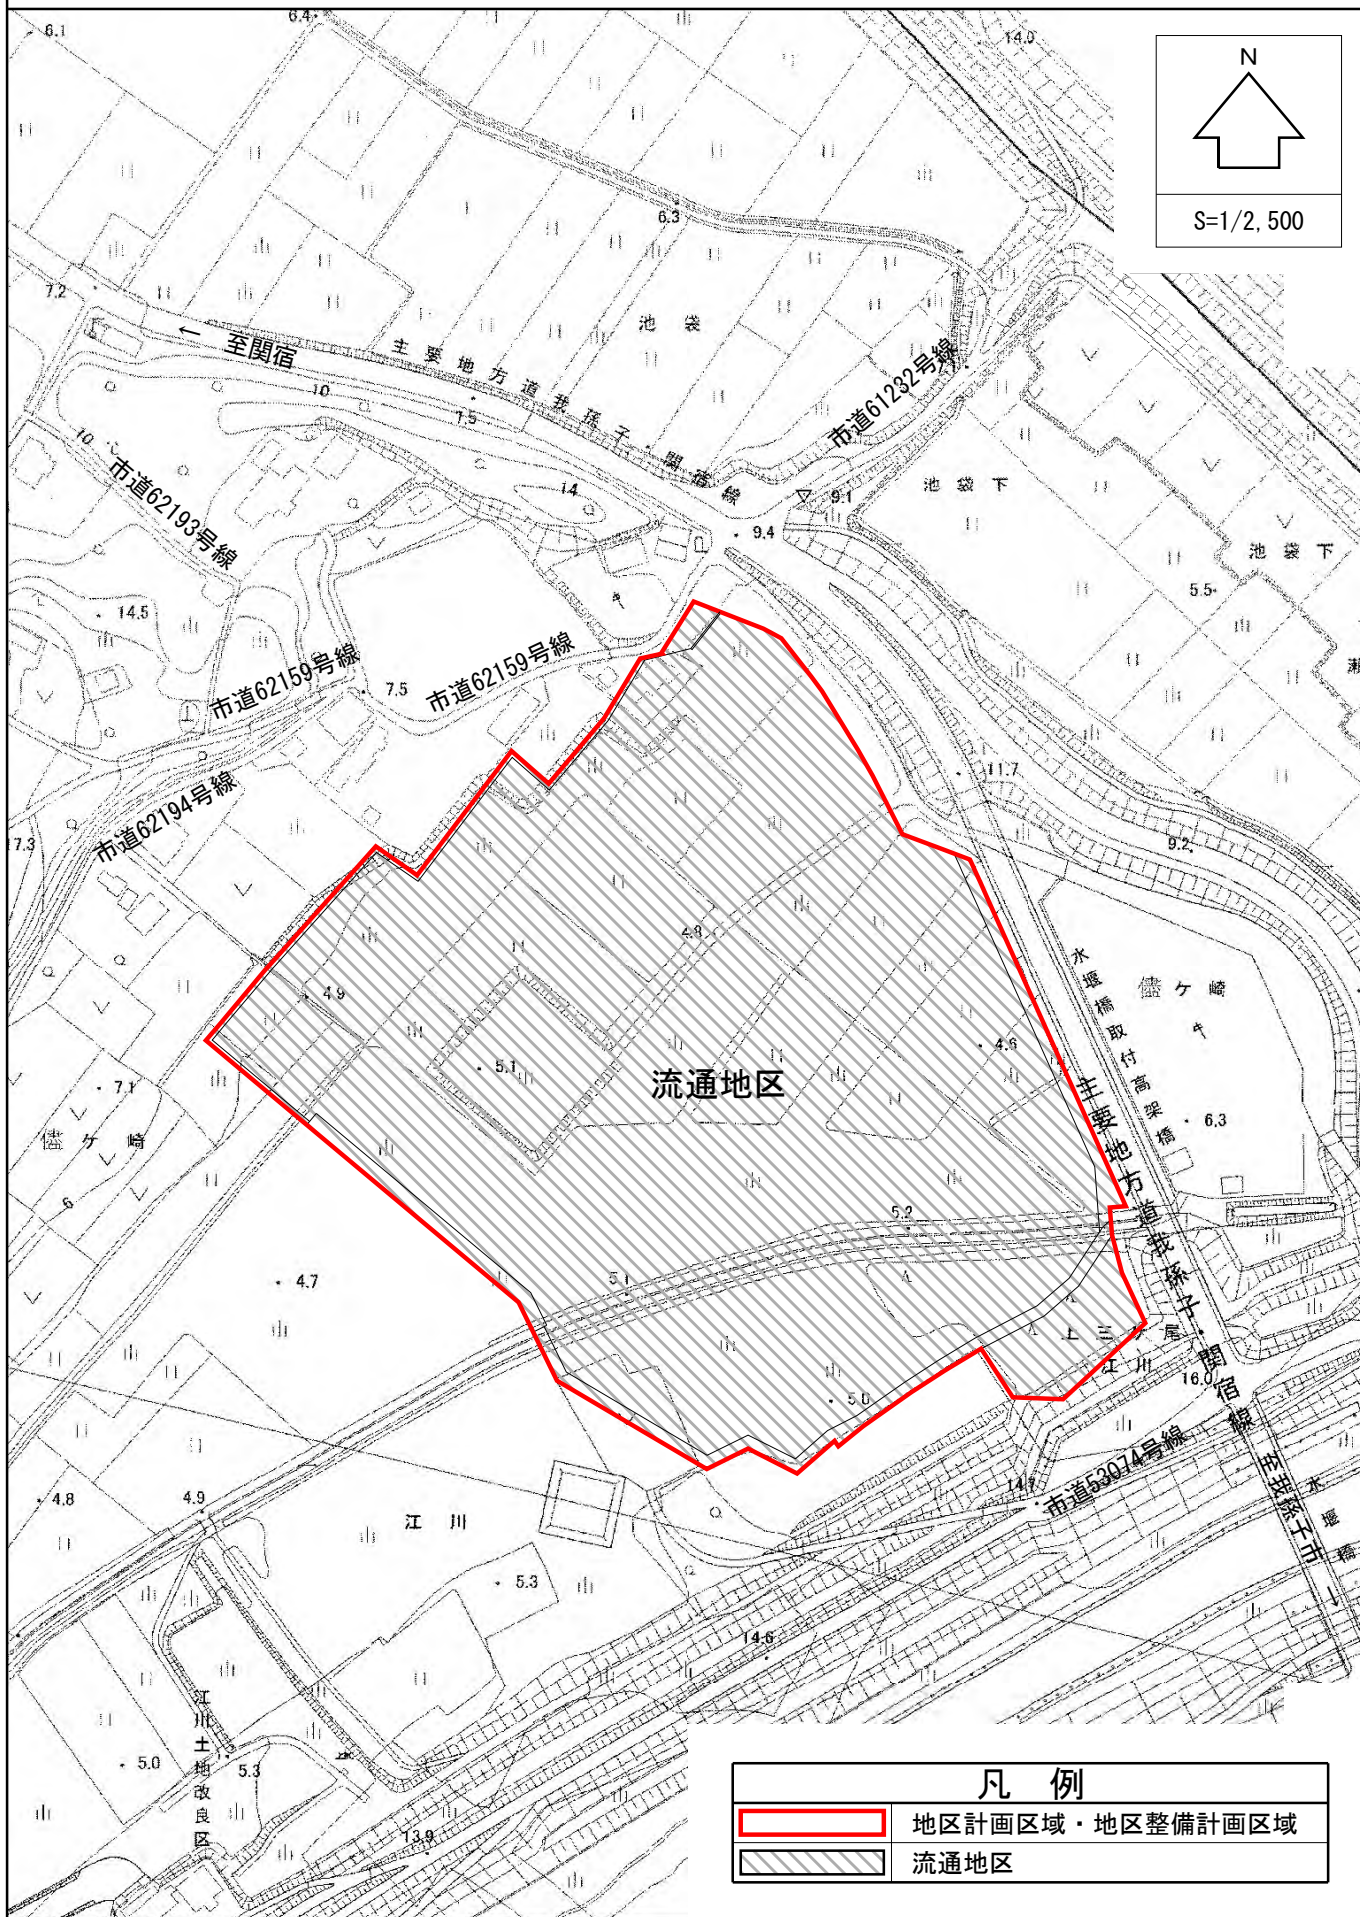 6.4
6.1
14.0
N
S=1/2,500
6.3
7.2
← 至関宿
主要地方道我孫子・関宿線
池袋
市道61232号線
10
7.5
10
市道62193号線
14
9.1
9.4
池袋下
池袋下
5.5
14.5
市道62159号線
市道62159号線
7.5
市道62194号線
17.3
11.7
9.2
4.8
4.9
水堰橋取付高架橋
儘ケ崎
4.6
5.1
流通地区
7.1
儘ケ崎
6.3
主要地方道我孫子・関宿線
6
5.2
4.7
5.1
上三ケ尾
江川
16.0
5.0
市道53074号線
14.7
至我孫子市 →
水堰橋
4.8
4.9
江川
5.3
14.6
江川土地改良区
5.0
5.3
13.9
凡 例
地区計画区域・地区整備計画区域
流通地区